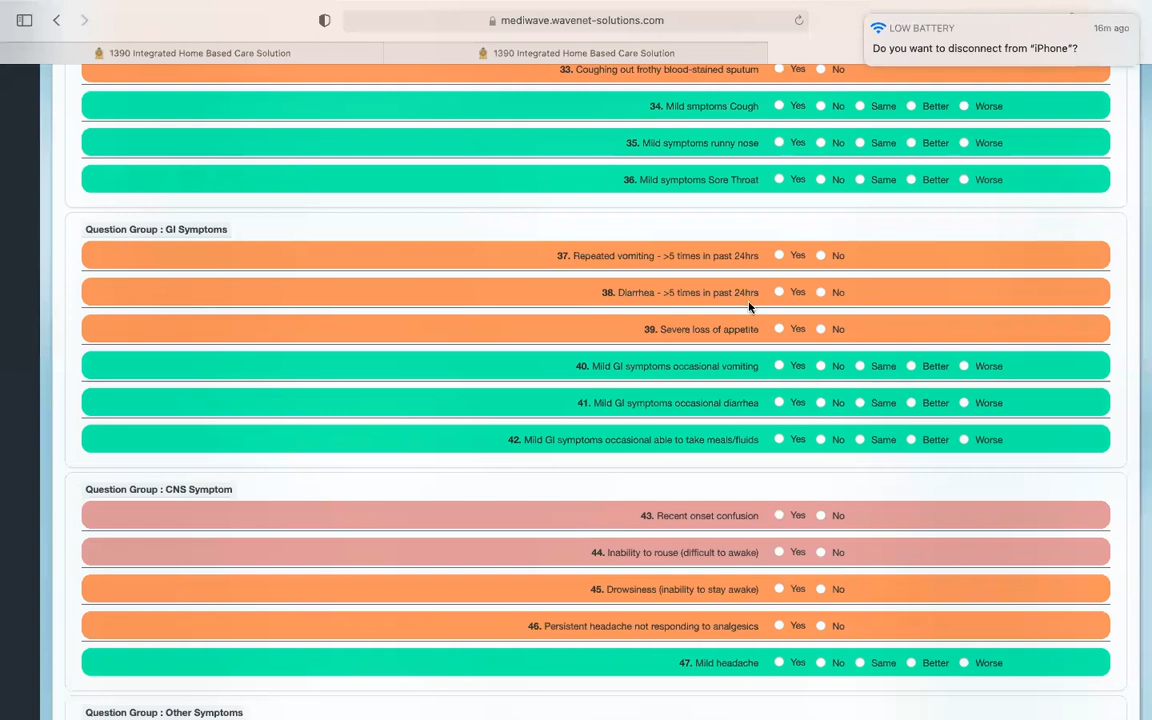 mediwave.wavenet-solutions.com
LOW BATTERY 16m ago
Do you want to disconnect from “iPhone”?
1390 Integrated Home Based Care Solution 1390 Integrated Home Based Care Solution
33. Coughing out frothy blood-stained sputum Yes No
34. Mild smptoms Cough Yes No Same Better Worse
35. Mild symptoms runny nose Yes No Same Better Worse
36. Mild symptoms Sore Throat Yes No Same Better Worse
Question Group : GI Symptoms
37. Repeated vomiting - >5 times in past 24hrs Yes No
38. Diarrhea - >5 times in past 24hrs Yes No
39. Severe loss of appetite Yes No
40. Mild GI symptoms occasional vomiting Yes No Same Better Worse
41. Mild GI symptoms occasional diarrhea Yes No Same Better Worse
42. Mild GI symptoms occasional able to take meals/fluids Yes No Same Better Worse
Question Group : CNS Symptom
43. Recent onset confusion Yes No
44. Inability to rouse (difficult to awake) Yes No
45. Drowsiness (inability to stay awake) Yes No
46. Persistent headache not responding to analgesics Yes No
47. Mild headache Yes No Same Better Worse
Question Group : Other Symptoms